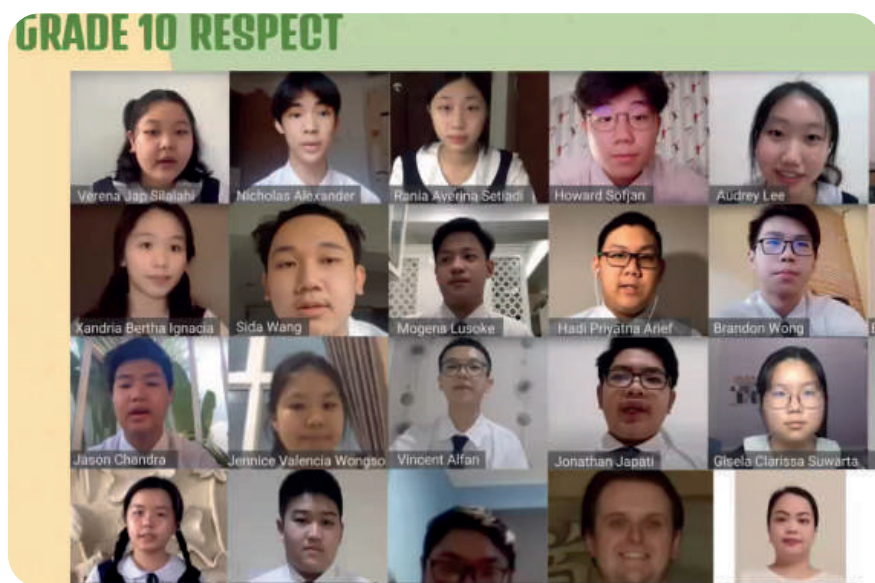 GRADE 10 RESPECT
Verena Jap Silalahi
Nicholas Alexander
Rania Averina Setiadi
Howard Sofjan
Audrey Lee
Xandria Bertha Ignacia
Sida Wang
Mogena Lusoke
Hadi Priyatna Arief
Brandon Wong
Jason Chandra
Jennice Valencia Wongso
Vincent Alfan
Jonathan Japati
Gisela Clarissa Suwarta